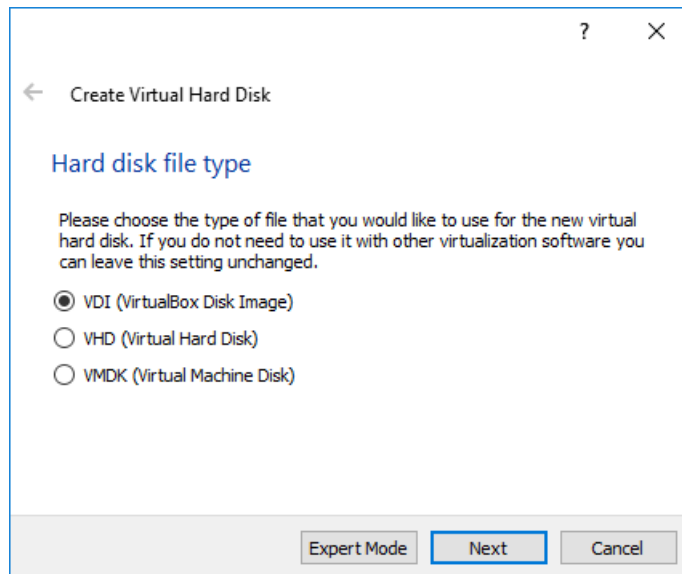 ?
Create Virtual Hard Disk
Hard disk file type
Please choose the type of file that you would like to use for the new virtual
hard disk. If you do not need to use it with other virtualization software you
can leave this setting unchanged.
VDI (VirtualBox Disk Image)
VHD (Virtual Hard Disk)
VMDK (Virtual Machine Disk)
Expert Mode Next Cancel